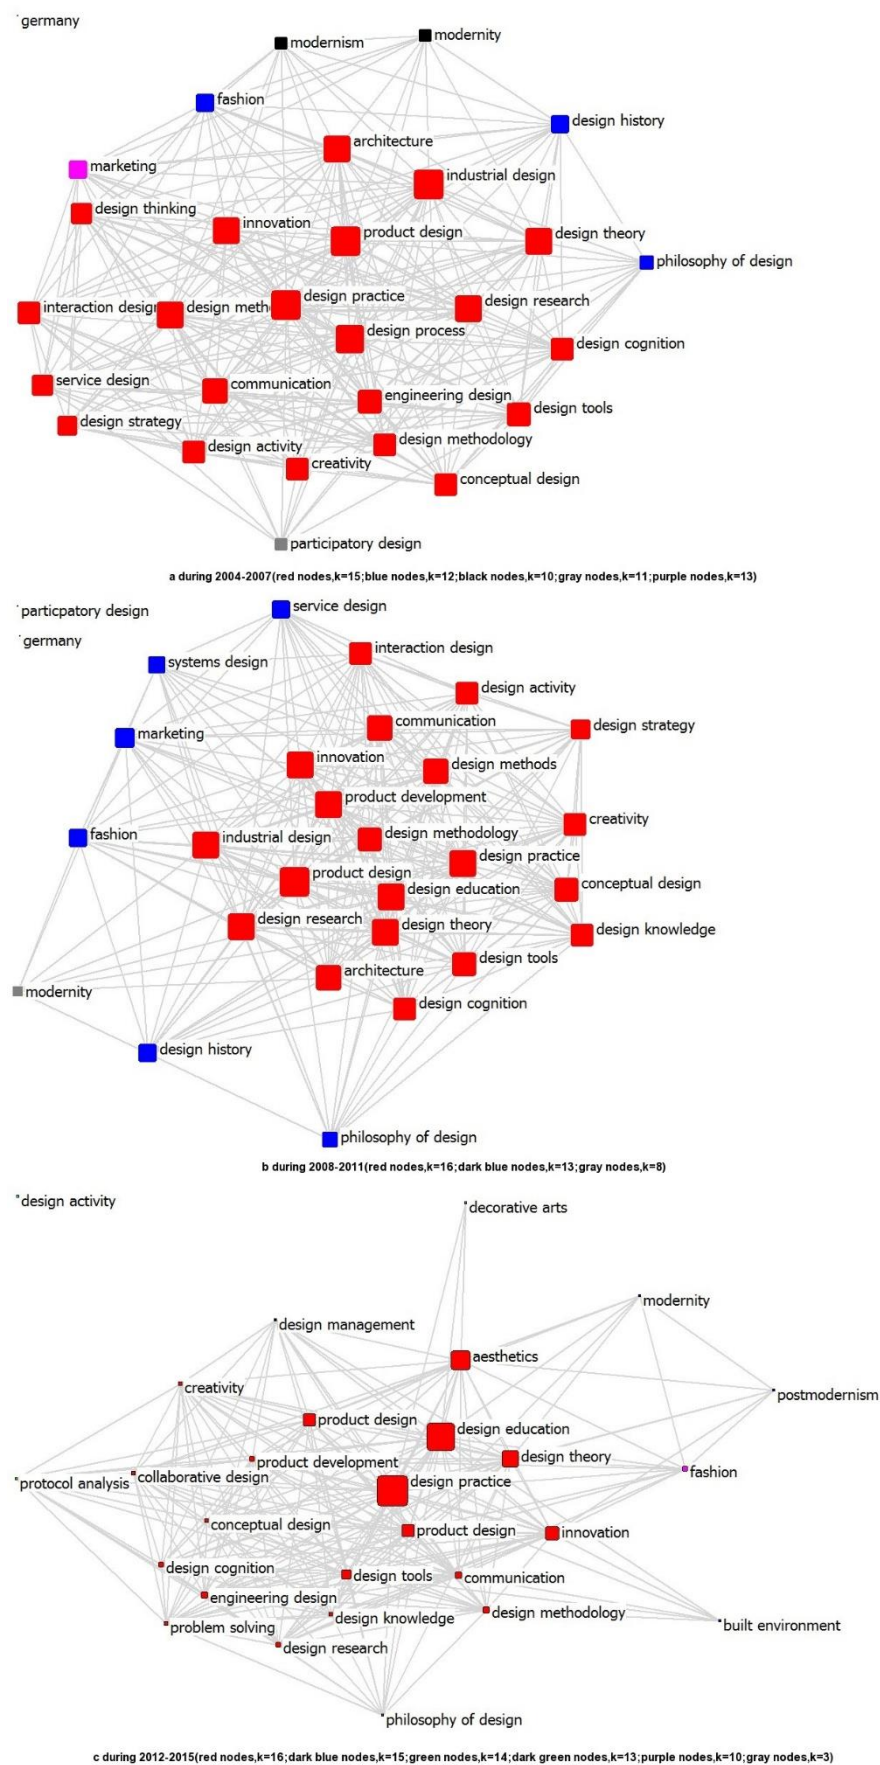 germany
modernism
modernity
fashion
design history
architecture
marketing
industrial design
design thinking
innovation
product design
design theory
philosophy of design
interaction design
design meth
design practice
design research
design process
design cognition
service design
communication
engineering design
design tools
design strategy
design activity
design methodology
creativity
conceptual design
participatory design
a during 2004-2007(red nodes,k=15;blue nodes,k=12;black nodes,k=10;gray nodes,k=11;purple nodes,k=13)
particpatory design
service design
germany
interaction design
systems design
design activity
communication
design strategy
marketing
innovation
design methods
product development
creativity
fashion
industrial design
design methodology
design practice
product design
design education
conceptual design
design research
design theory
design knowledge
design tools
architecture
modernity
design cognition
design history
philosophy of design
b during 2008-2011(red nodes,k=16;dark blue nodes,k=13;gray nodes,k=8)
design activity
decorative arts
modernity
design management
aesthetics
creativity
postmodernism
product design
design education
design theory
product development
fashion
protocol analysis
collaborative design
design practice
conceptual design
product design
innovation
design cognition
design tools
communication
engineering design
design knowledge
design methodology
problem solving
built environment
design research
philosophy of design
c during 2012-2015(red nodes,k=16;dark blue nodes,k=15;green nodes,k=14;dark green nodes,k=13;purple nodes,k=10;gray nodes,k=3)